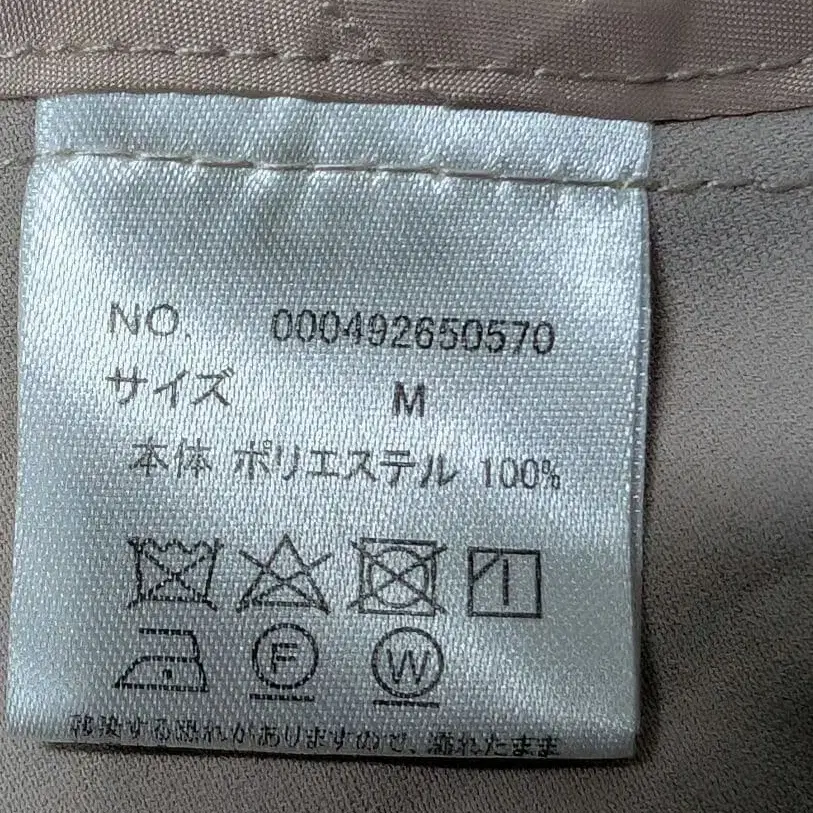 NO. 000492650570
サイズ M
本体 ポリエステル 100%
F W
移染する恐れがありますので、濡れたまま